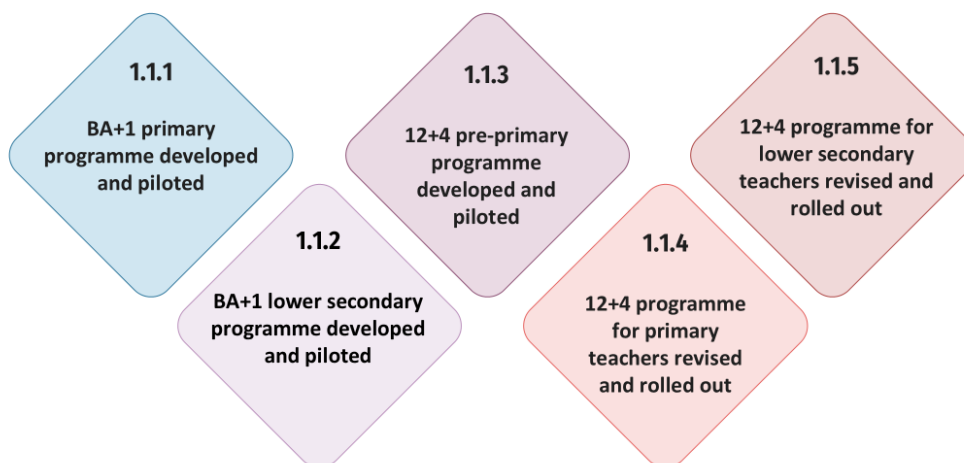 1.1.1
BA+1 primary
programme developed
and piloted
1.1.2
BA+1 lower secondary
programme developed
and piloted
1.1.3
12+4 pre-primary
programme
developed and
piloted
1.1.4
12+4 programme
for primary
teachers revised
and rolled out
1.1.5
12+4 programme for
lower secondary
teachers revised and
rolled out